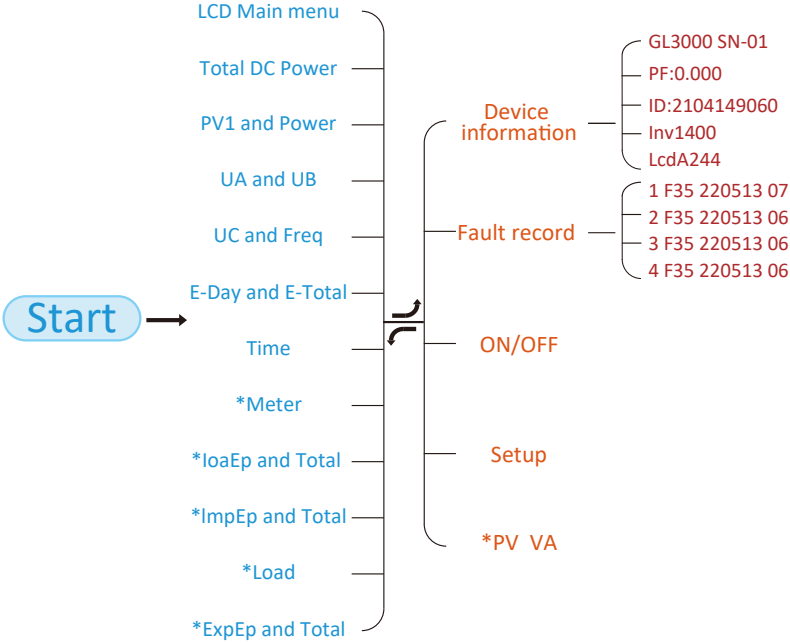 Start
LCD Main menu
Total DC Power
PV1 and Power
UA and UB
UC and Freq
E-Day and E-Total
Time
*Meter
*IoaEp and Total
*ImpEp and Total
*Load
*ExpEp and Total
Device
information
Fault record
ON/OFF
Setup
*PV VA
GL3000 SN-01
PF:0.000
ID:2104149060
Inv1400
LcdA244
1 F35 220513 07
2 F35 220513 06
3 F35 220513 06
4 F35 220513 06